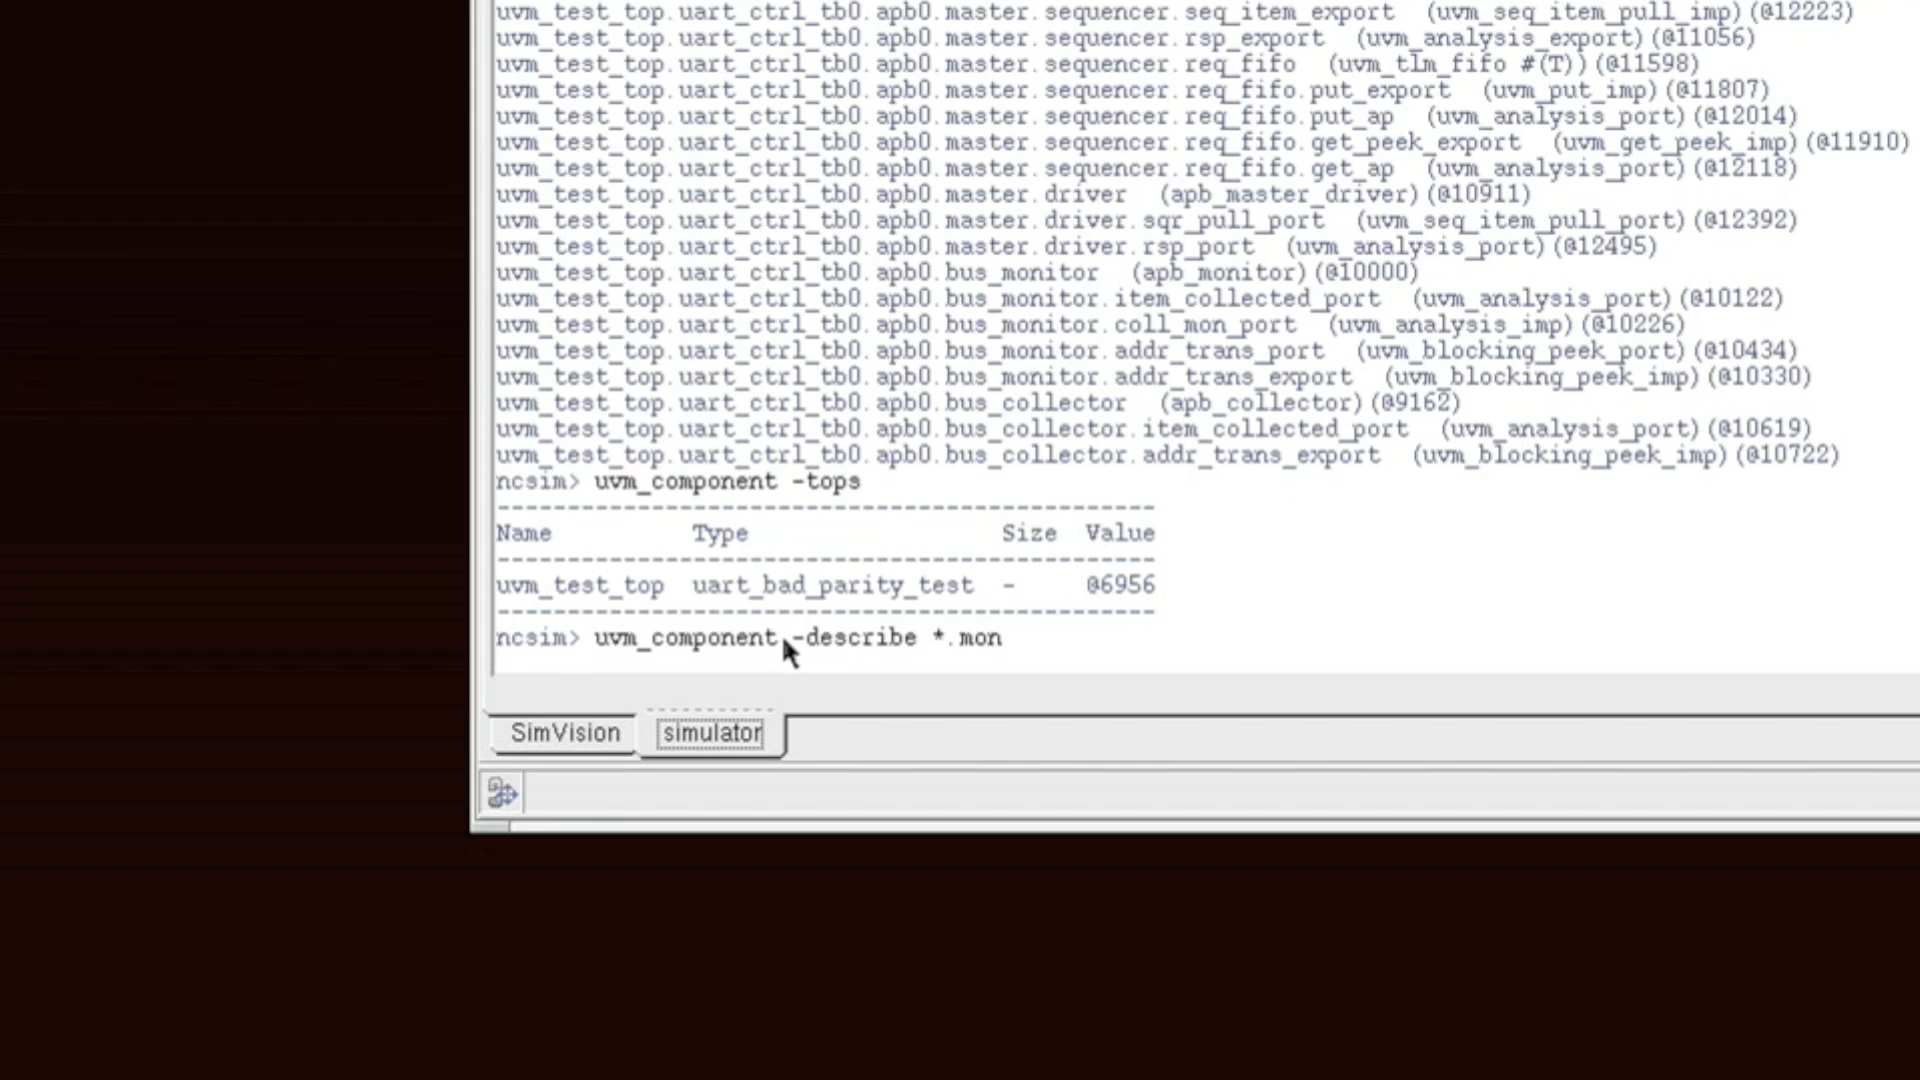 uvm_test_top.uart_ctrl_tb0.apb0.master.sequencer.seq_item_export (uvm_seq_item_pull_imp)(@12223)
uvm_test_top.uart_ctrl_tb0.apb0.master.sequencer.rsp_export (uvm_analysis_export)(@11056)
uvm_test_top.uart_ctrl_tb0.apb0.master.sequencer.req_fifo (uvm_tlm_fifo #(T))(@11598)
uvm_test_top.uart_ctrl_tb0.apb0.master.sequencer.req_fifo.put_export (uvm_put_imp)(@11807)
uvm_test_top.uart_ctrl_tb0.apb0.master.sequencer.req_fifo.put_ap (uvm_analysis_port)(@12014)
uvm_test_top.uart_ctrl_tb0.apb0.master.sequencer.req_fifo.get_peek_export (uvm_get_peek_imp)(@11910)
uvm_test_top.uart_ctrl_tb0.apb0.master.sequencer.req_fifo.get_ap (uvm_analysis_port)(@12118)
uvm_test_top.uart_ctrl_tb0.apb0.master.driver (apb_master_driver)(@10911)
uvm_test_top.uart_ctrl_tb0.apb0.master.driver.sqr_pull_port (uvm_seq_item_pull_port)(@12392)
uvm_test_top.uart_ctrl_tb0.apb0.master.driver.rsp_port (uvm_analysis_port)(@12495)
uvm_test_top.uart_ctrl_tb0.apb0.bus_monitor (apb_monitor)(@10000)
uvm_test_top.uart_ctrl_tb0.apb0.bus_monitor.item_collected_port (uvm_analysis_port)(@10122)
uvm_test_top.uart_ctrl_tb0.apb0.bus_monitor.coll_mon_port (uvm_analysis_imp)(@10226)
uvm_test_top.uart_ctrl_tb0.apb0.bus_monitor.addr_trans_port (uvm_blocking_peek_port)(@10434)
uvm_test_top.uart_ctrl_tb0.apb0.bus_monitor.addr_trans_export (uvm_blocking_peek_imp)(@10330)
uvm_test_top.uart_ctrl_tb0.apb0.bus_collector (apb_collector)(@9162)
uvm_test_top.uart_ctrl_tb0.apb0.bus_collector.item_collected_port (uvm_analysis_port)(@10619)
uvm_test_top.uart_ctrl_tb0.apb0.bus_collector.addr_trans_export (uvm_blocking_peek_imp)(@10722)
ncsim> uvm_component -tops
-----------------------------------------------
Name Type Size Value
-----------------------------------------------
uvm_test_top uart_bad_parity_test - @6956
-----------------------------------------------
ncsim> uvm_component -describe *.mon
SimVision simulator